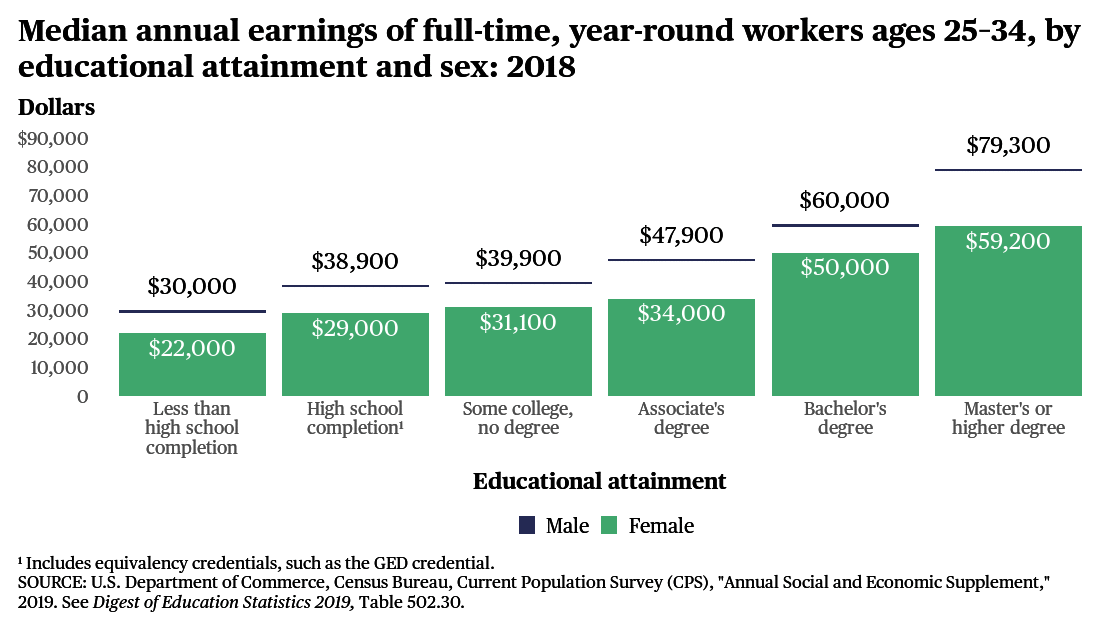 Median annual earnings of full-time, year-round workers ages 25–34, by
educational attainment and sex: 2018
Dollars
$90,000
80,000
70,000
60,000
50,000
40,000
30,000
20,000
10,000
0
$30,000
$22,000
$38,900
$29,000
$39,900
$31,100
$47,900
$34,000
$60,000
$50,000
$79,300
$59,200
Less than
high school
completion
High school
completion¹
Some college,
no degree
Associate's
degree
Bachelor's
degree
Master's or
higher degree
Educational attainment
Male
Female
¹ Includes equivalency credentials, such as the GED credential.
SOURCE: U.S. Department of Commerce, Census Bureau, Current Population Survey (CPS), "Annual Social and Economic Supplement,"
2019. See Digest of Education Statistics 2019, Table 502.30.